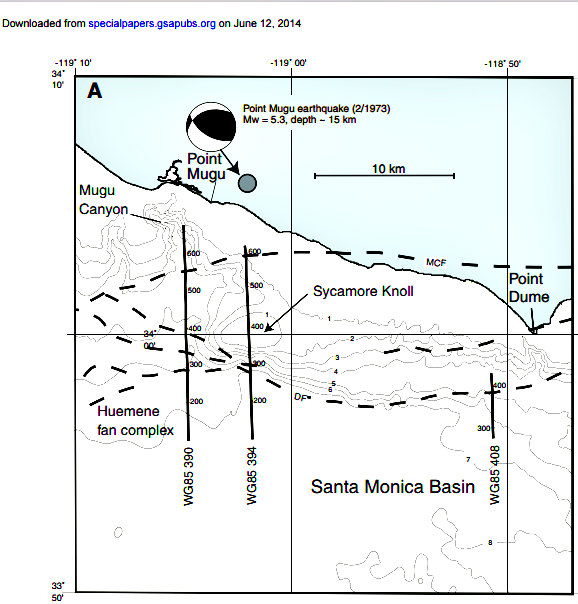 Downloaded from specialpapers.gsapubs.org on June 12, 2014
-119° 10'
-119° 00'
-118° 50'
34°
10'
A
Point Mugu earthquake (2/1973)
Mw = 5.3, depth ~ 15 km
Point
Mugu
10 km
Mugu
Canyon
600
600
MCF
500
500
Sycamore Knoll
Point
Dume
1
1
400
400
34°
00'
2
3
300
300
4
5
6
400
200
200
DF
Huemene
fan complex
300
WG85 390
WG85 394
WG85 408
7
Santa Monica Basin
8
33°
50'